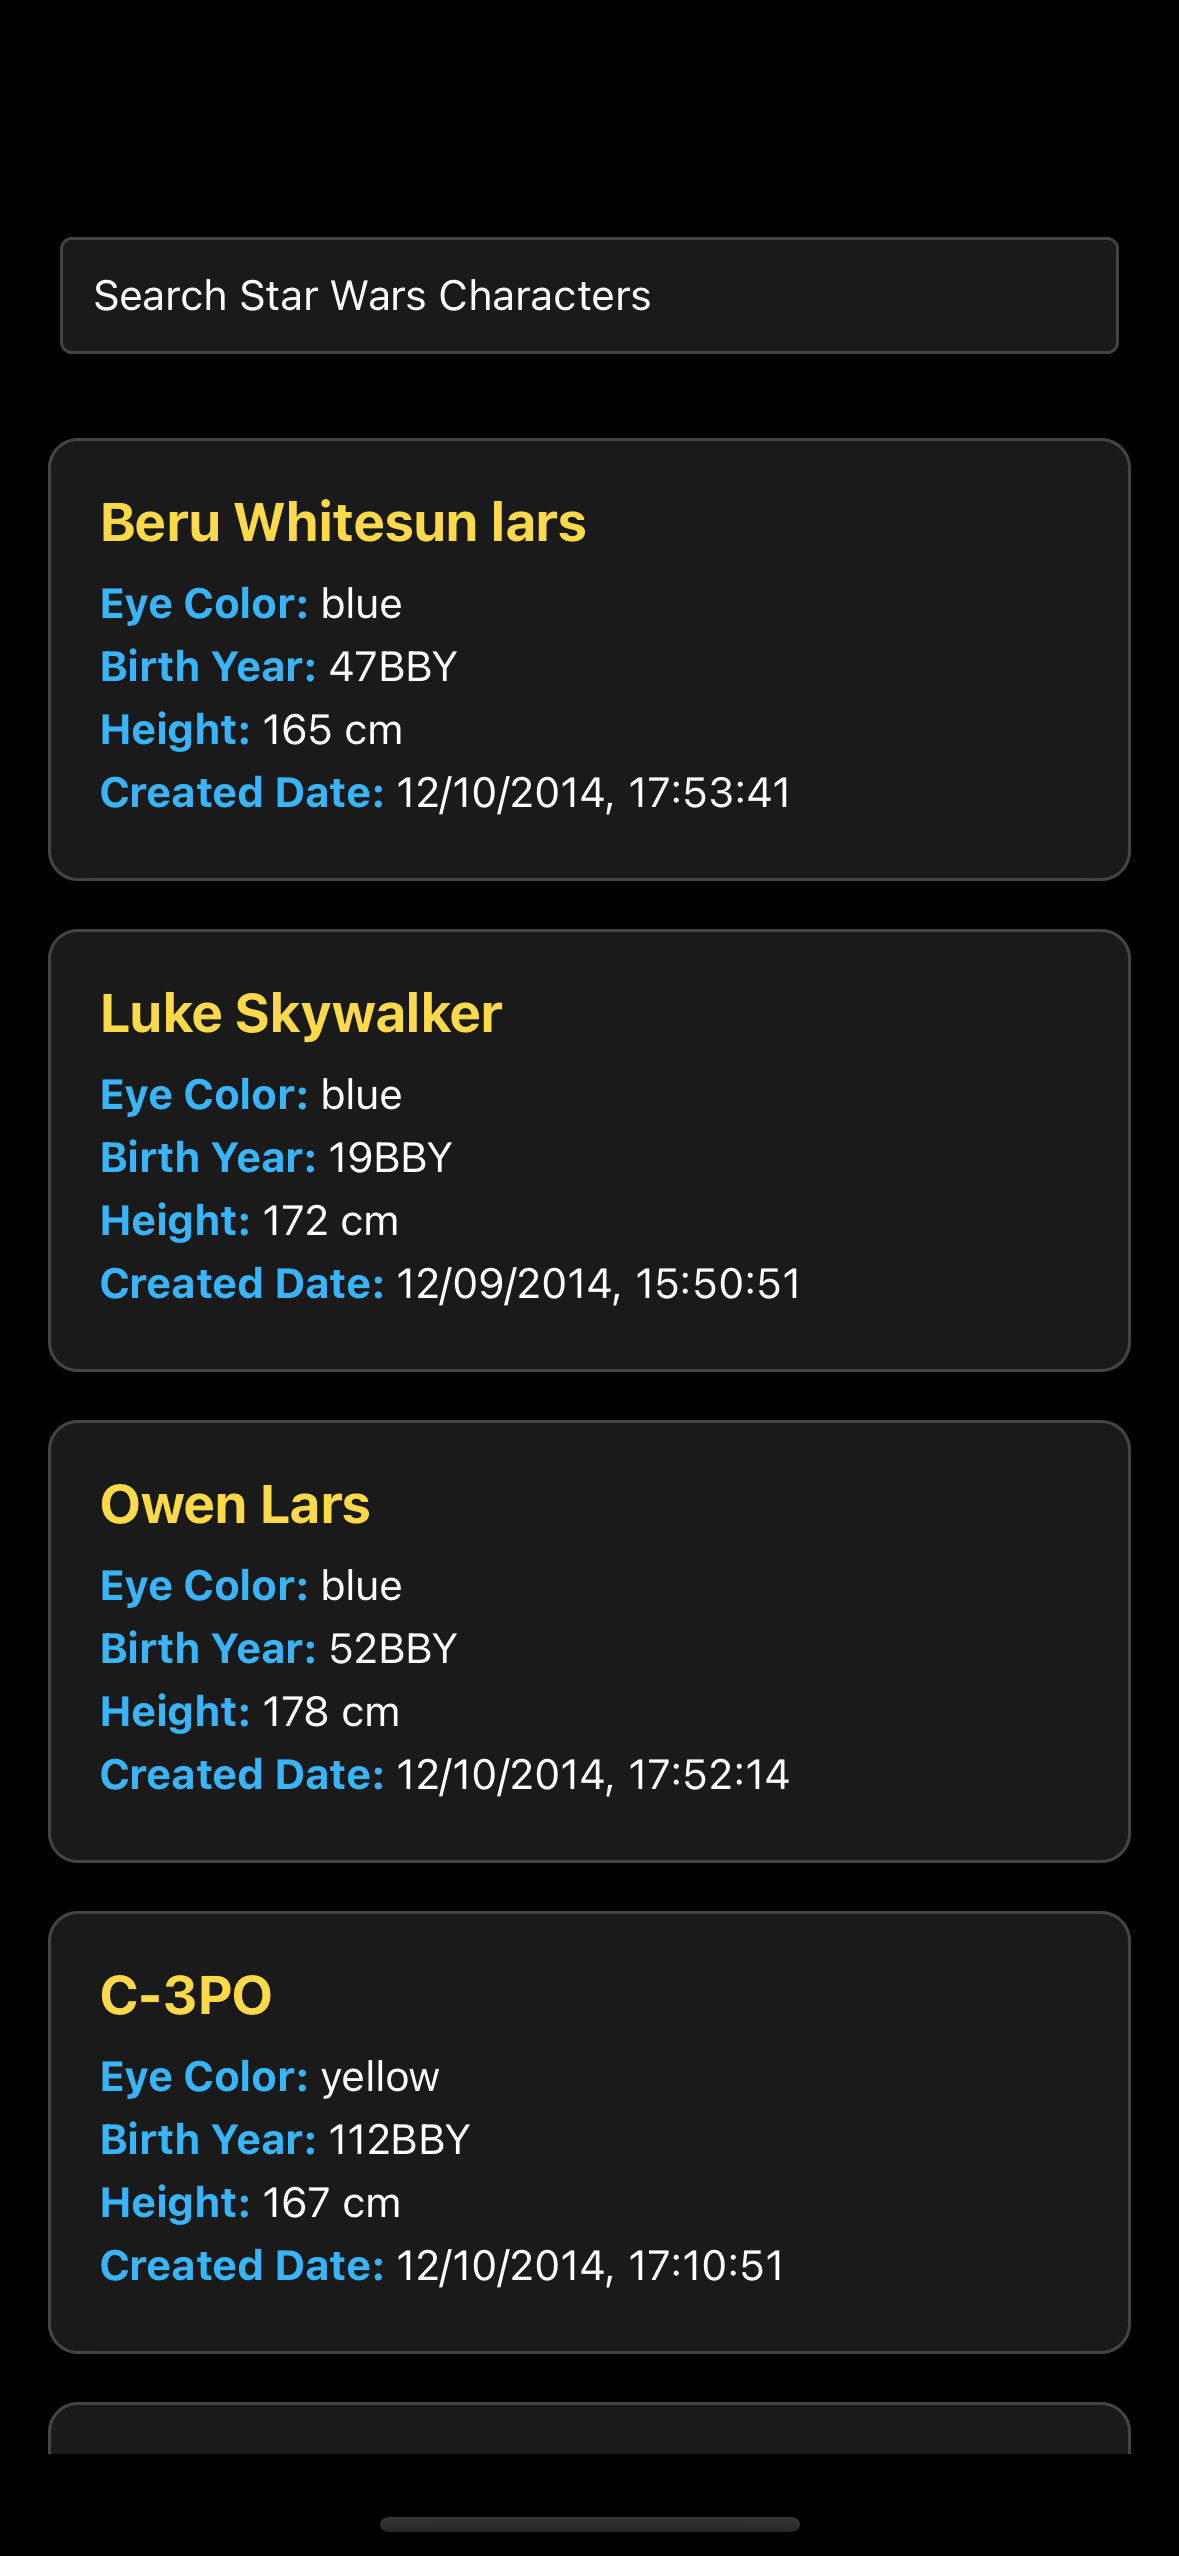 Search Star Wars Characters
Beru Whitesun lars
Eye Color: blue
Birth Year: 47BBY
Height: 165 cm
Created Date: 12/10/2014, 17:53:41
Luke Skywalker
Eye Color: blue
Birth Year: 19BBY
Height: 172 cm
Created Date: 12/09/2014, 15:50:51
Owen Lars
Eye Color: blue
Birth Year: 52BBY
Height: 178 cm
Created Date: 12/10/2014, 17:52:14
C-3PO
Eye Color: yellow
Birth Year: 112BBY
Height: 167 cm
Created Date: 12/10/2014, 17:10:51